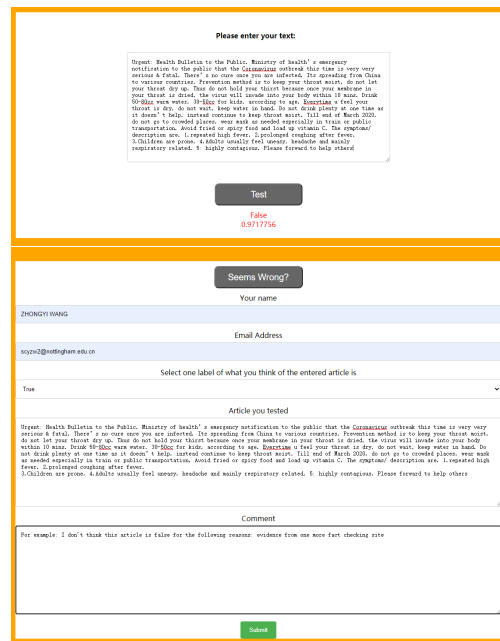 Please enter your text:
Urgent: Health Bulletin to the Public. Ministry of health's emergency
notification to the public that the Coronavirus outbreak this time is very very
serious & fatal. There's no cure once you are infected. Its spreading from China
to various countries. Prevention method is to keep your throat moist, do not let
your throat dry up. Thus do not hold your thirst because once your membrane in
your throat is dried, the virus will invade into your body within 10 mins. Drink
50-80cc warm water, 30-50cc for kids, according to age. Everytime u feel your
throat is dry, do not wait, keep water in hand. Do not drink plenty at one time as
it doesn't help, instead continue to keep throat moist. Till end of March 2020,
do not go to crowded places, wear mask as needed especially in train or public
transportation. Avoid fried or spicy food and load up vitamin C. The symptoms/
description are. 1.repeated high fever. 2.prolonged coughing after fever.
3.Children are prone. 4.Adults usually feel uneasy, headache and mainly
respiratory related. 5: highly contagious. Please forward to help others
Test
False
0.9717756
Seems Wrong?
Your name
ZHONGYI WANG
Email Address
scyzw2@nottingham.edu.cn
Select one label of what you think of the entered article is
True
Article you tested
Urgent: Health Bulletin to the Public. Ministry of health's emergency notification to the public that the Coronavirus outbreak this time is very very
serious & fatal. There's no cure once you are infected. Its spreading from China to various countries. Prevention method is to keep your throat moist,
do not let your throat dry up. Thus do not hold your thirst because once your membrane in your throat is dried, the virus will invade into your body
within 10 mins. Drink 50-80cc warm water, 30-50cc for kids, according to age. Everytime u feel your throat is dry, do not wait, keep water in hand. Do
not drink plenty at one time as it doesn't help, instead continue to keep throat moist. Till end of March 2020, do not go to crowded places, wear mask
as needed especially in train or public transportation. Avoid fried or spicy food and load up vitamin C. The symptoms/ description are. 1.repeated high
fever. 2.prolonged coughing after fever.
3.Children are prone. 4.Adults usually feel uneasy, headache and mainly respiratory related. 5: highly contagious. Please forward to help others
Comment
For example: I don't think this article is false for the following reasons: evidence from one more fact checking site
Submit